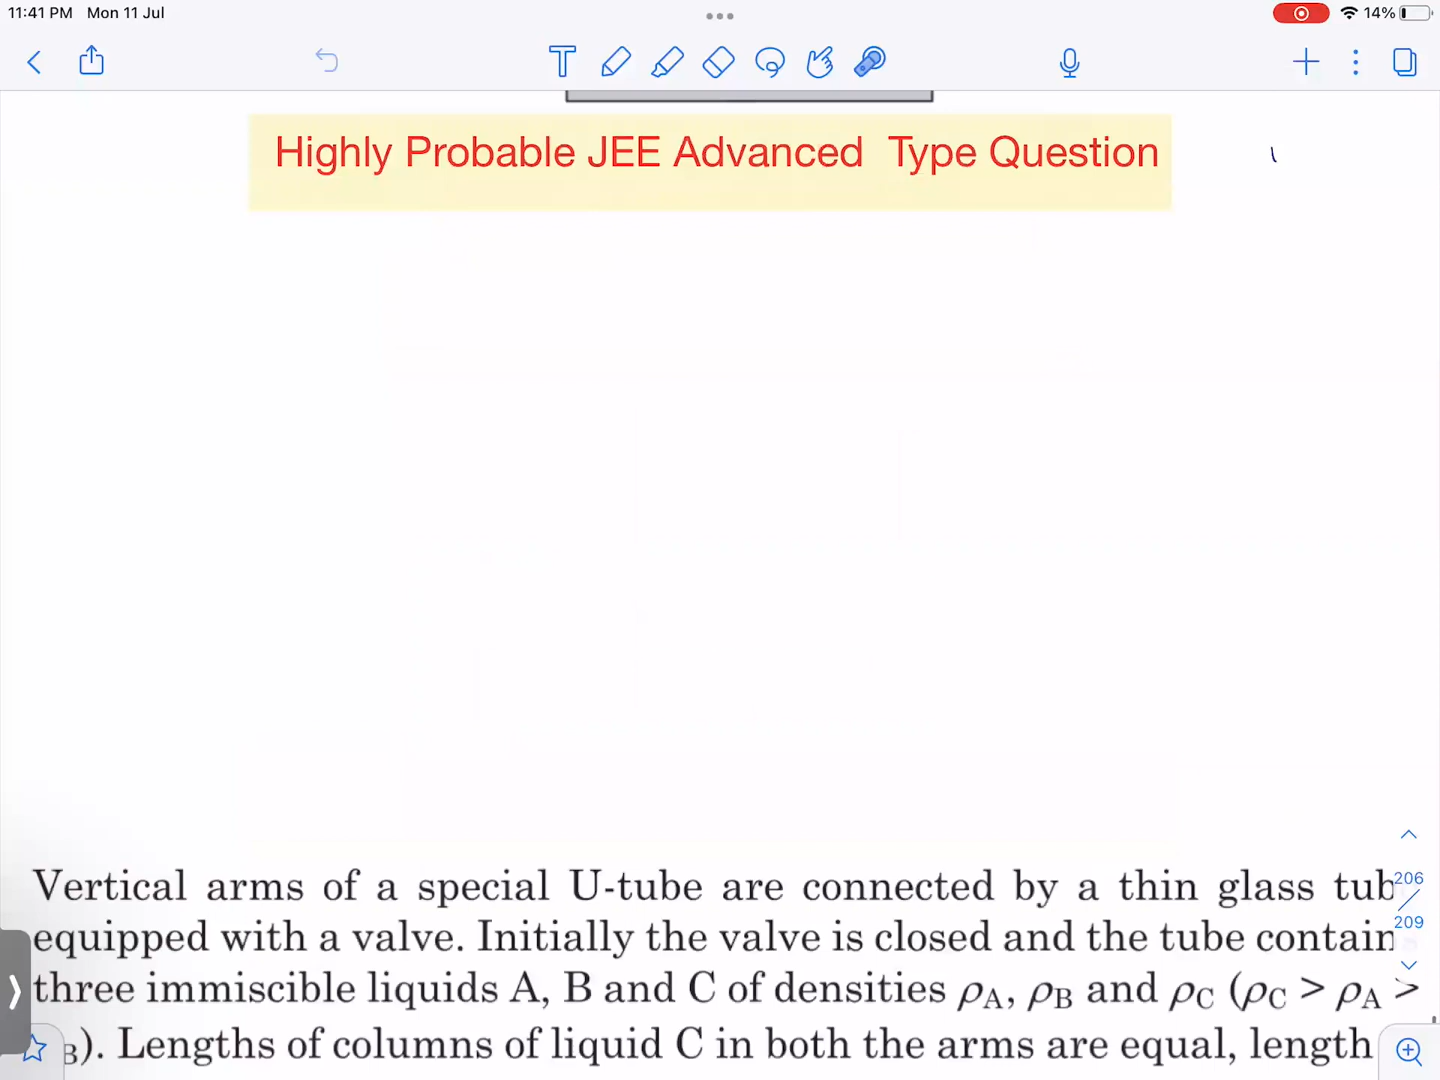 11:41 PM Mon 11 Jul
14%
Highly Probable JEE Advanced Type Question
Vertical arms of a special U-tube are connected by a thin glass tub
206
equipped with a valve. Initially the valve is closed and the tube contain
209
three immiscible liquids A, B and C of densities ρA, ρB and ρC (ρC > ρA >
B). Lengths of columns of liquid C in both the arms are equal, length